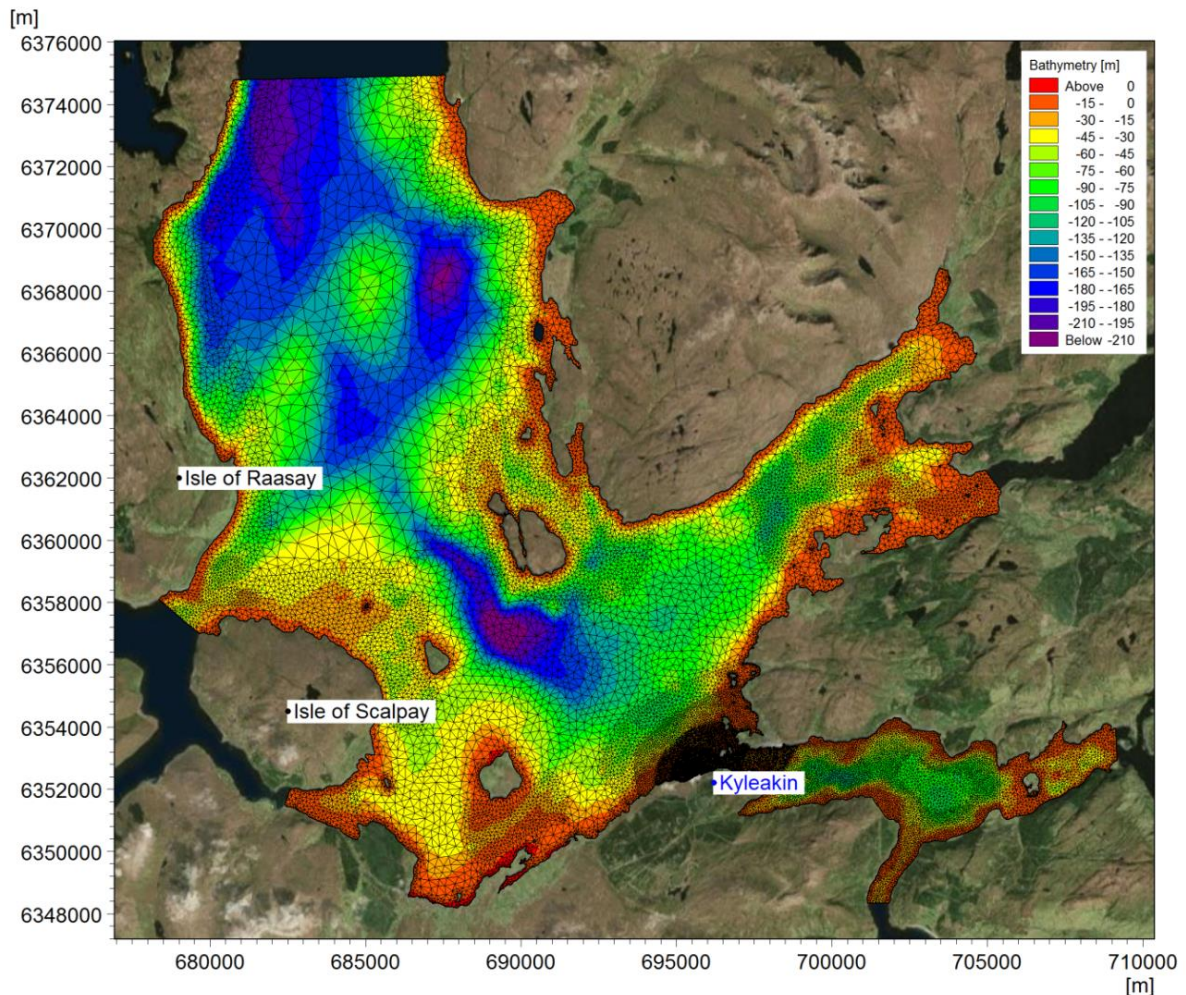 [m]
6376000
6374000
6372000
6370000
6368000
6366000
6364000
6362000
6360000
6358000
6356000
6354000
6352000
6350000
6348000
Bathymetry [m]
Above 0
-15 - 0
-30 - -15
-45 - -30
-60 - -45
-75 - -60
-90 - -75
-105 - -90
-120 - -105
-135 - -120
-150 - -135
-165 - -150
-180 - -165
-195 - -180
-210 - -195
Below -210
Isle of Raasay
Isle of Scalpay
Kyleakin
680000 685000 690000 695000 700000 705000 710000
[m]